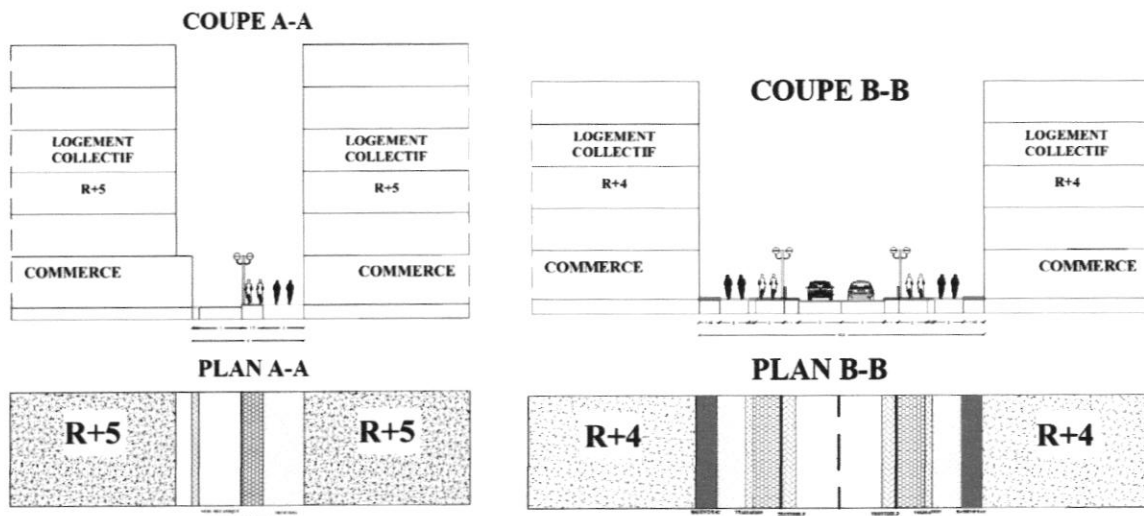 COUPE A-A
LOGEMENT
COLLECTIF
R+5
LOGEMENT
COLLECTIF
R+5
COMMERCE
COMMERCE
PLAN A-A
R+5
R+5
COUPE B-B
LOGEMENT
COLLECTIF
R+4
LOGEMENT
COLLECTIF
R+4
COMMERCE
COMMERCE
PLAN B-B
R+4
R+4